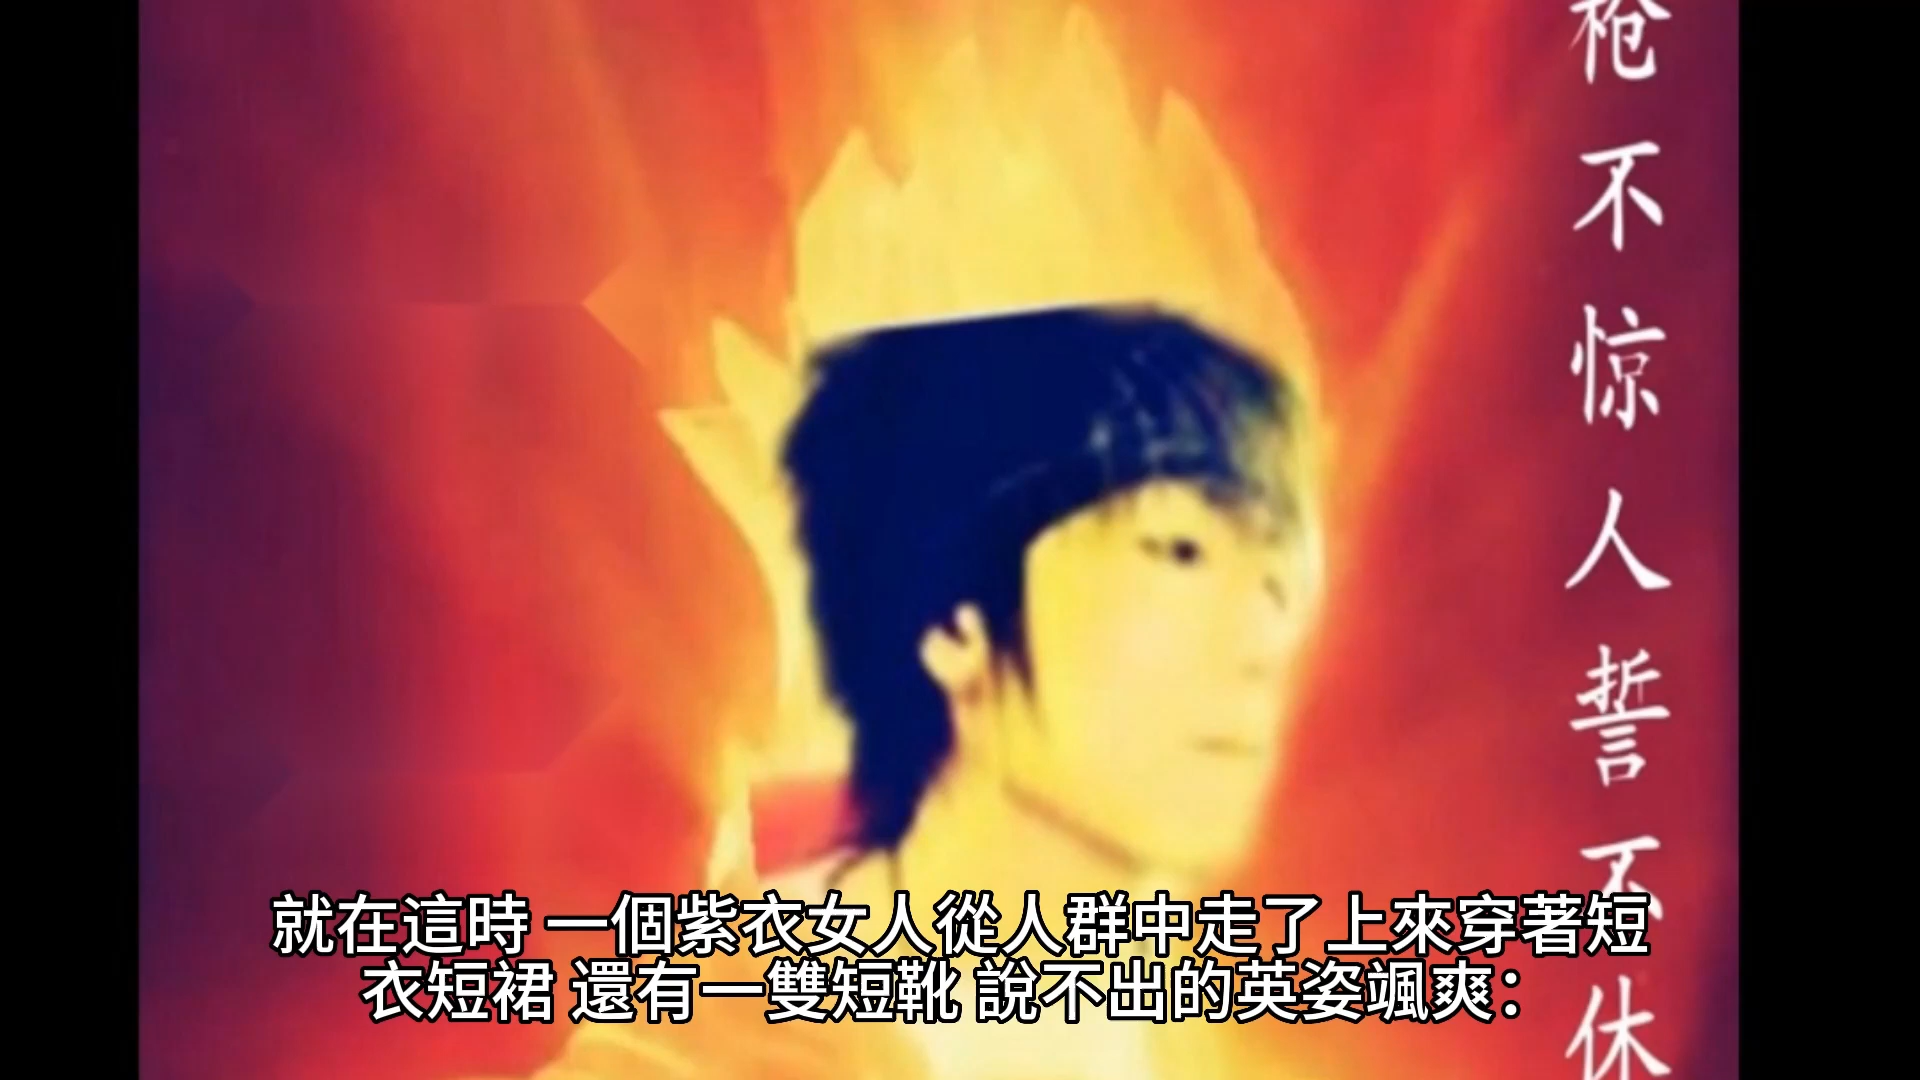 枪不惊人誓不休
就在這時 一個紫衣女人從人群中走了上來穿著短
衣短裙 還有一雙短靴 說不出的英姿颯爽：